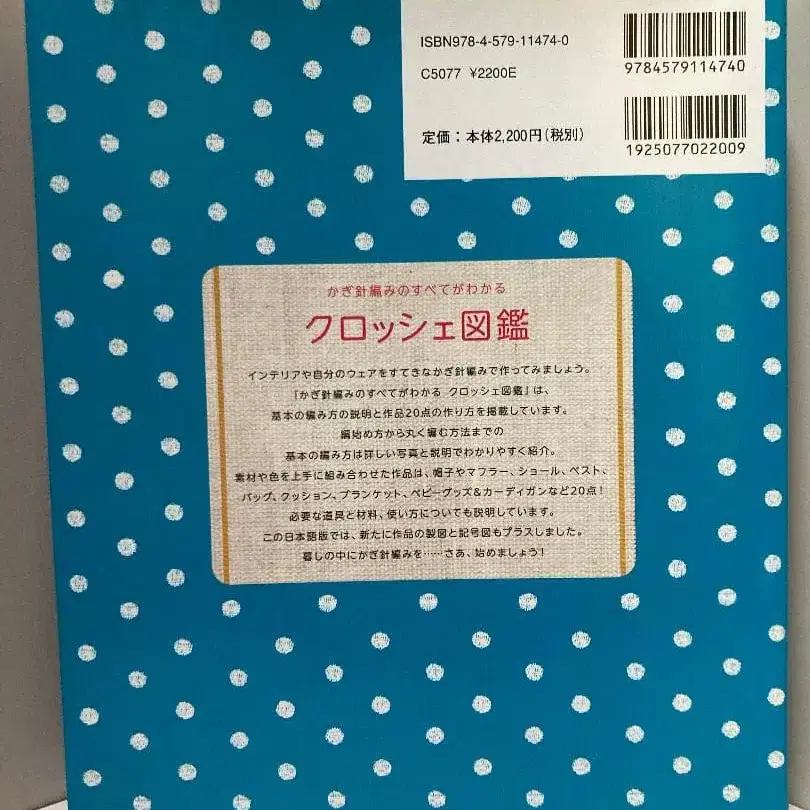 ISBN978-4-579-11474-0
C5077 ¥2200E
定価：本体2,200円（税別）
9784579114740
1925077022009
かぎ針編みのすべてがわかる
クロッシェ図鑑
インテリアや自分のウェアをすてきなかぎ針編みで作ってみましょう。
『かぎ針編みのすべてがわかる クロッシェ図鑑』は、
基本の編み方の説明と作品20点の作り方を掲載しています。
編始め方から丸く編む方法までの
基本の編み方は詳しい写真と説明でわかりやすく紹介。
素材や色を上手に組み合わせた作品は、帽子やマフラー、ショール、ベスト、
バッグ、クッション、ブランケット、ベビーグッズ＆カーディガンなど20点！
必要な道具と材料、使い方についても説明しています。
この日本語版では、新たに作品の製図と記号図もプラスしました。
暮しの中にかぎ針編みを……さあ、始めましょう！